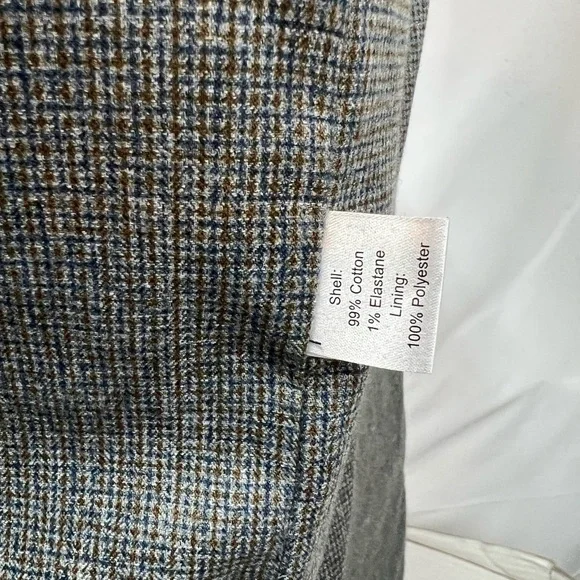 Shell:
99% Cotton
1% Elastane
Lining:
100% Polyester